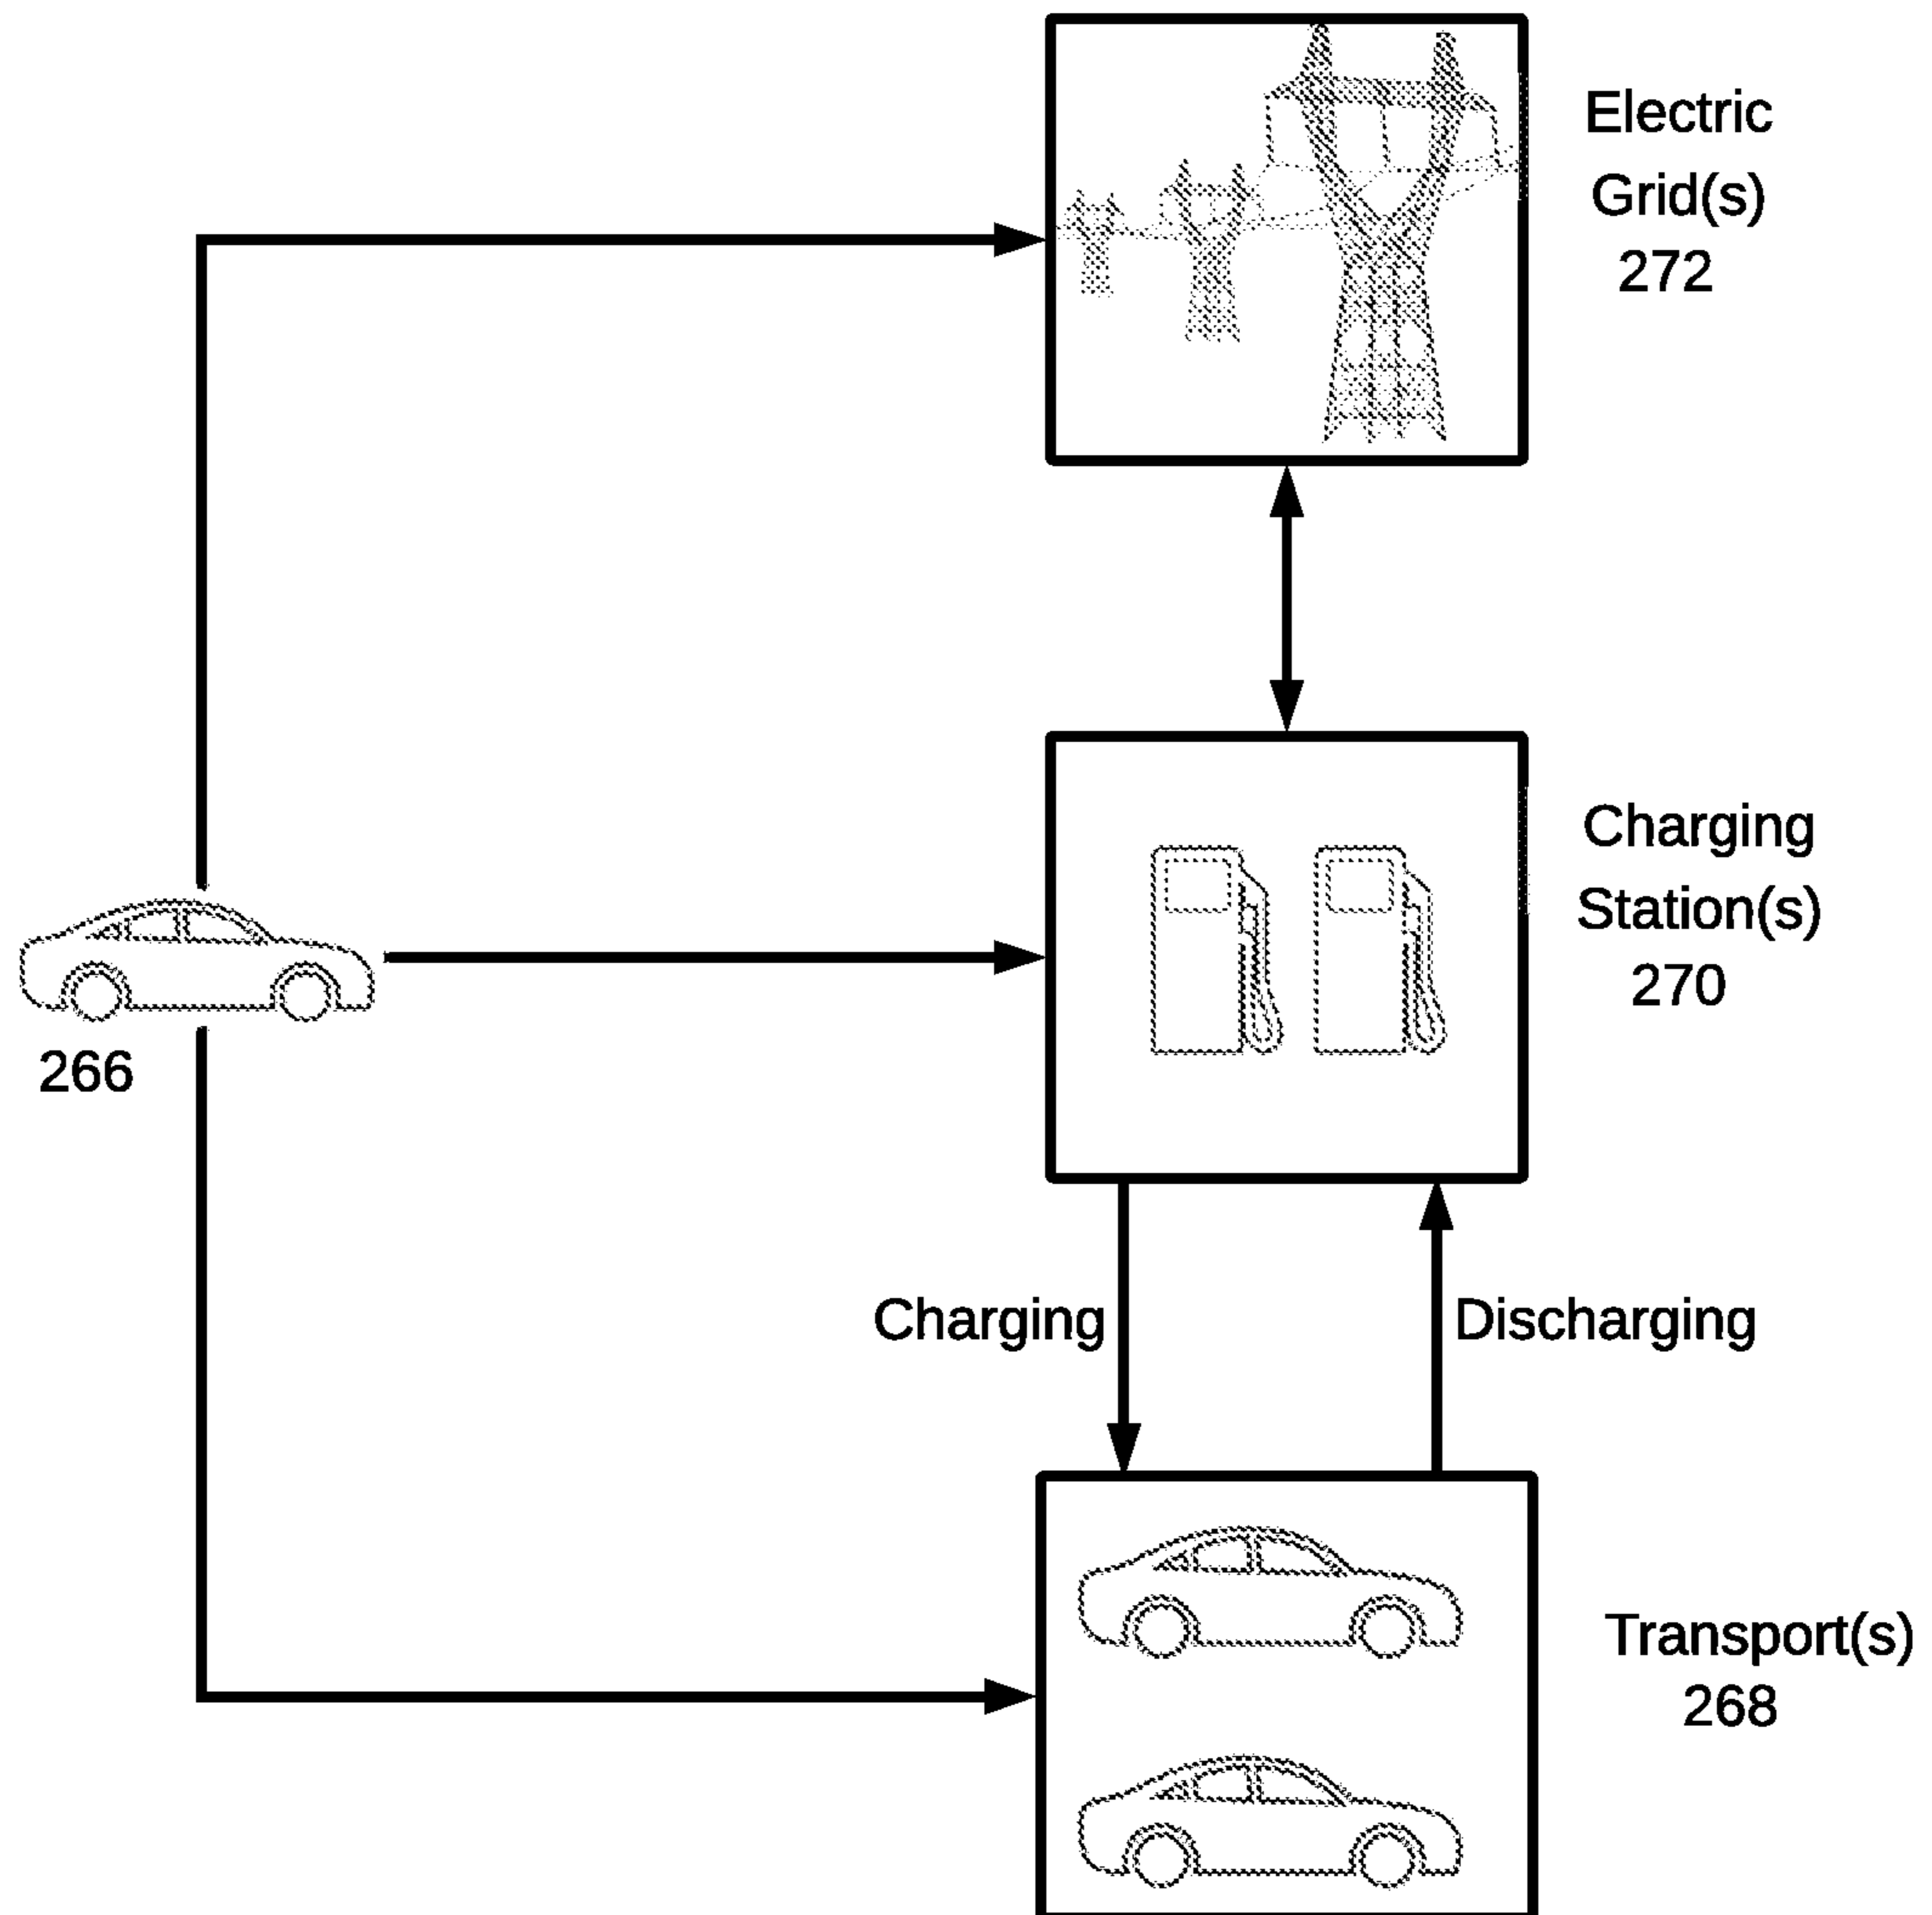 Electric
Grid(s)
272
Charging
Station(s)
270
266
Charging
Discharging
Transport(s)
268